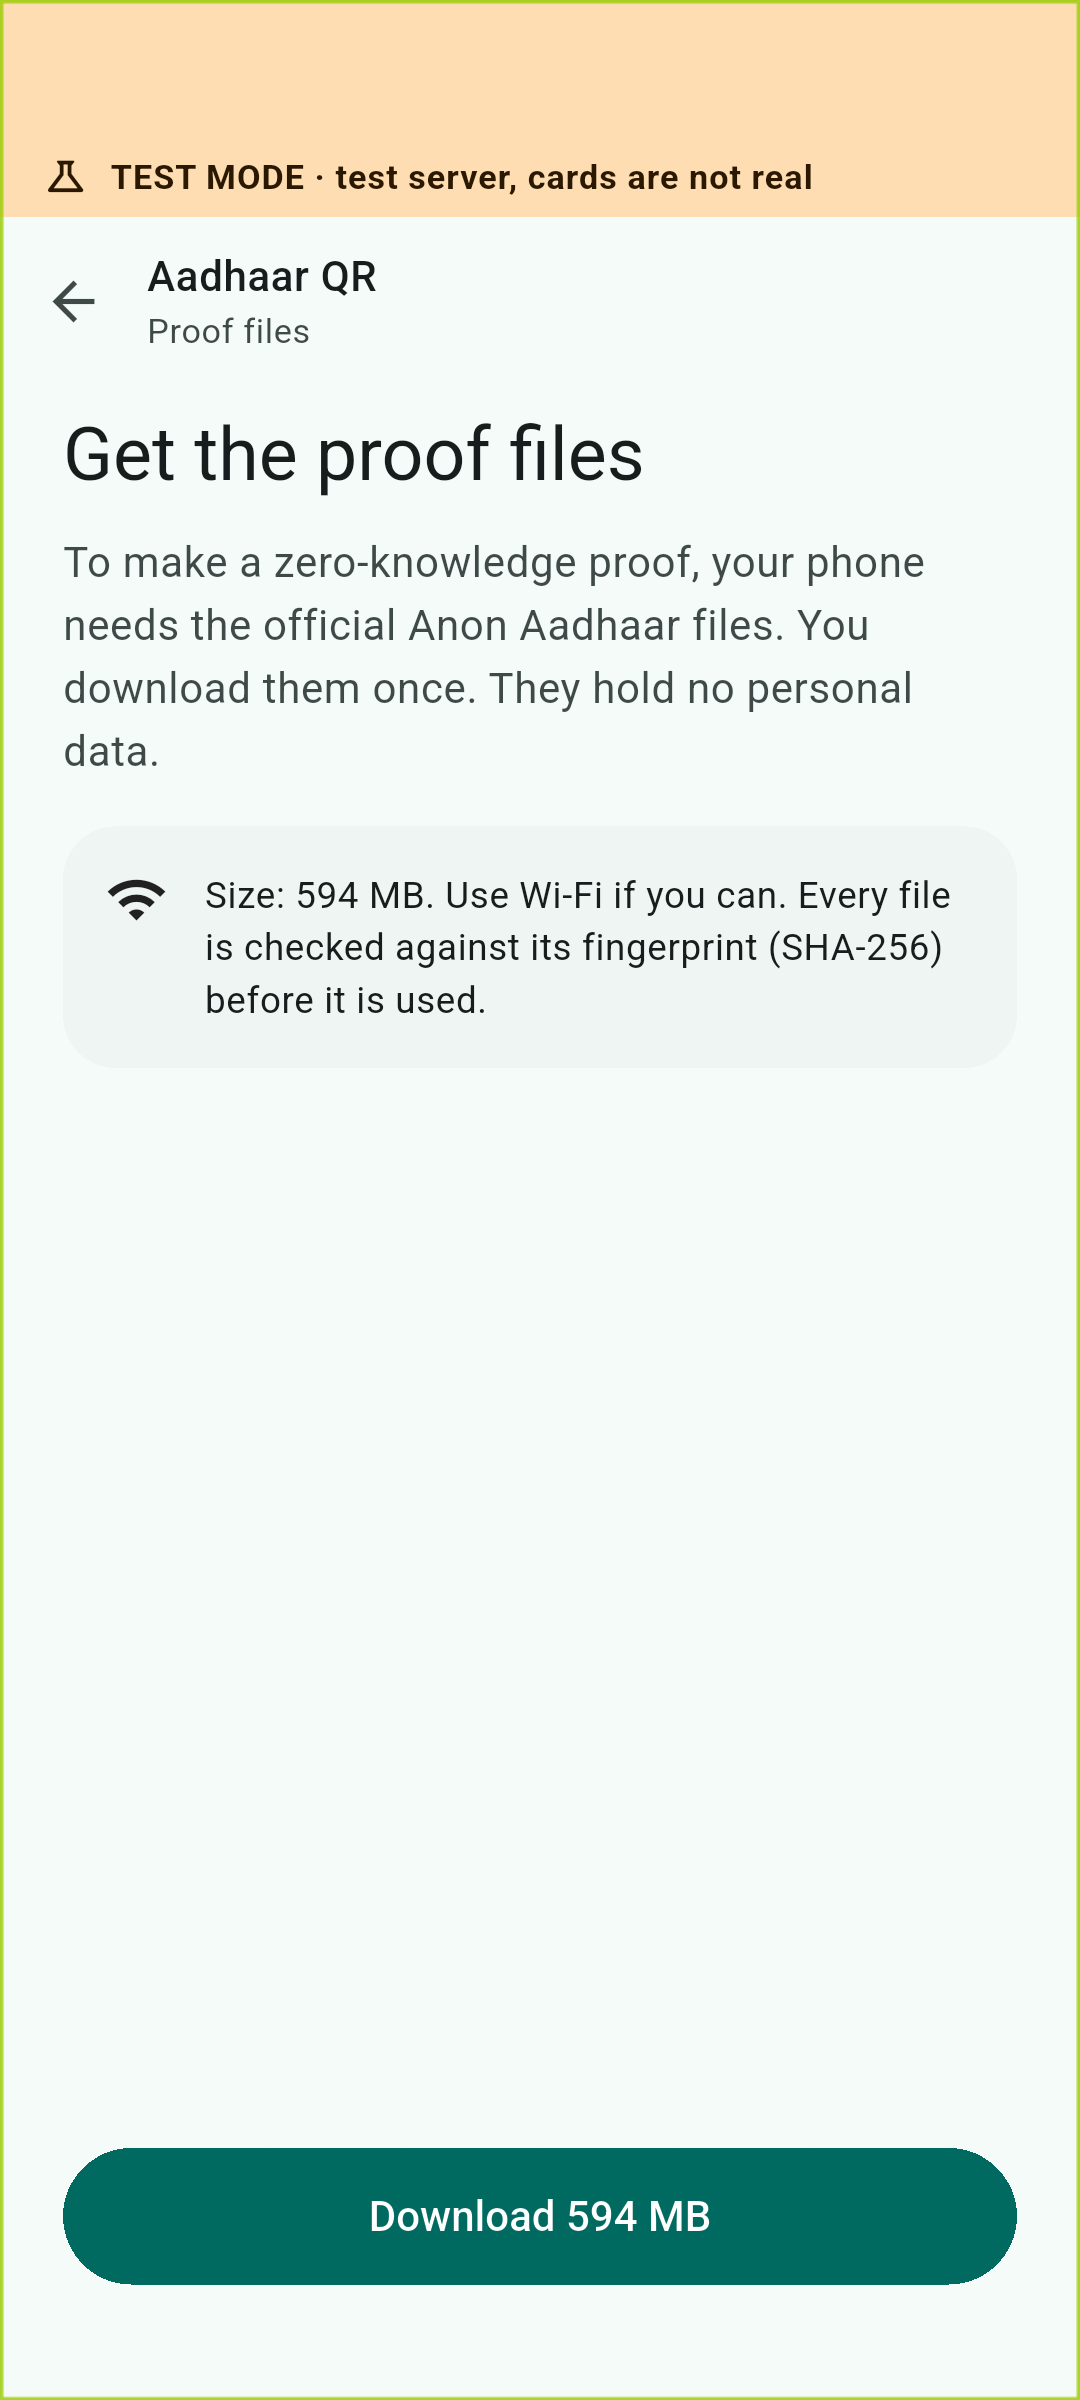 TEST MODE · test server, cards are not real
Aadhaar QR
Proof files
Get the proof files
To make a zero-knowledge proof, your phone
needs the official Anon Aadhaar files. You
download them once. They hold no personal
data.
Size: 594 MB. Use Wi-Fi if you can. Every file
is checked against its fingerprint (SHA-256)
before it is used.
Download 594 MB